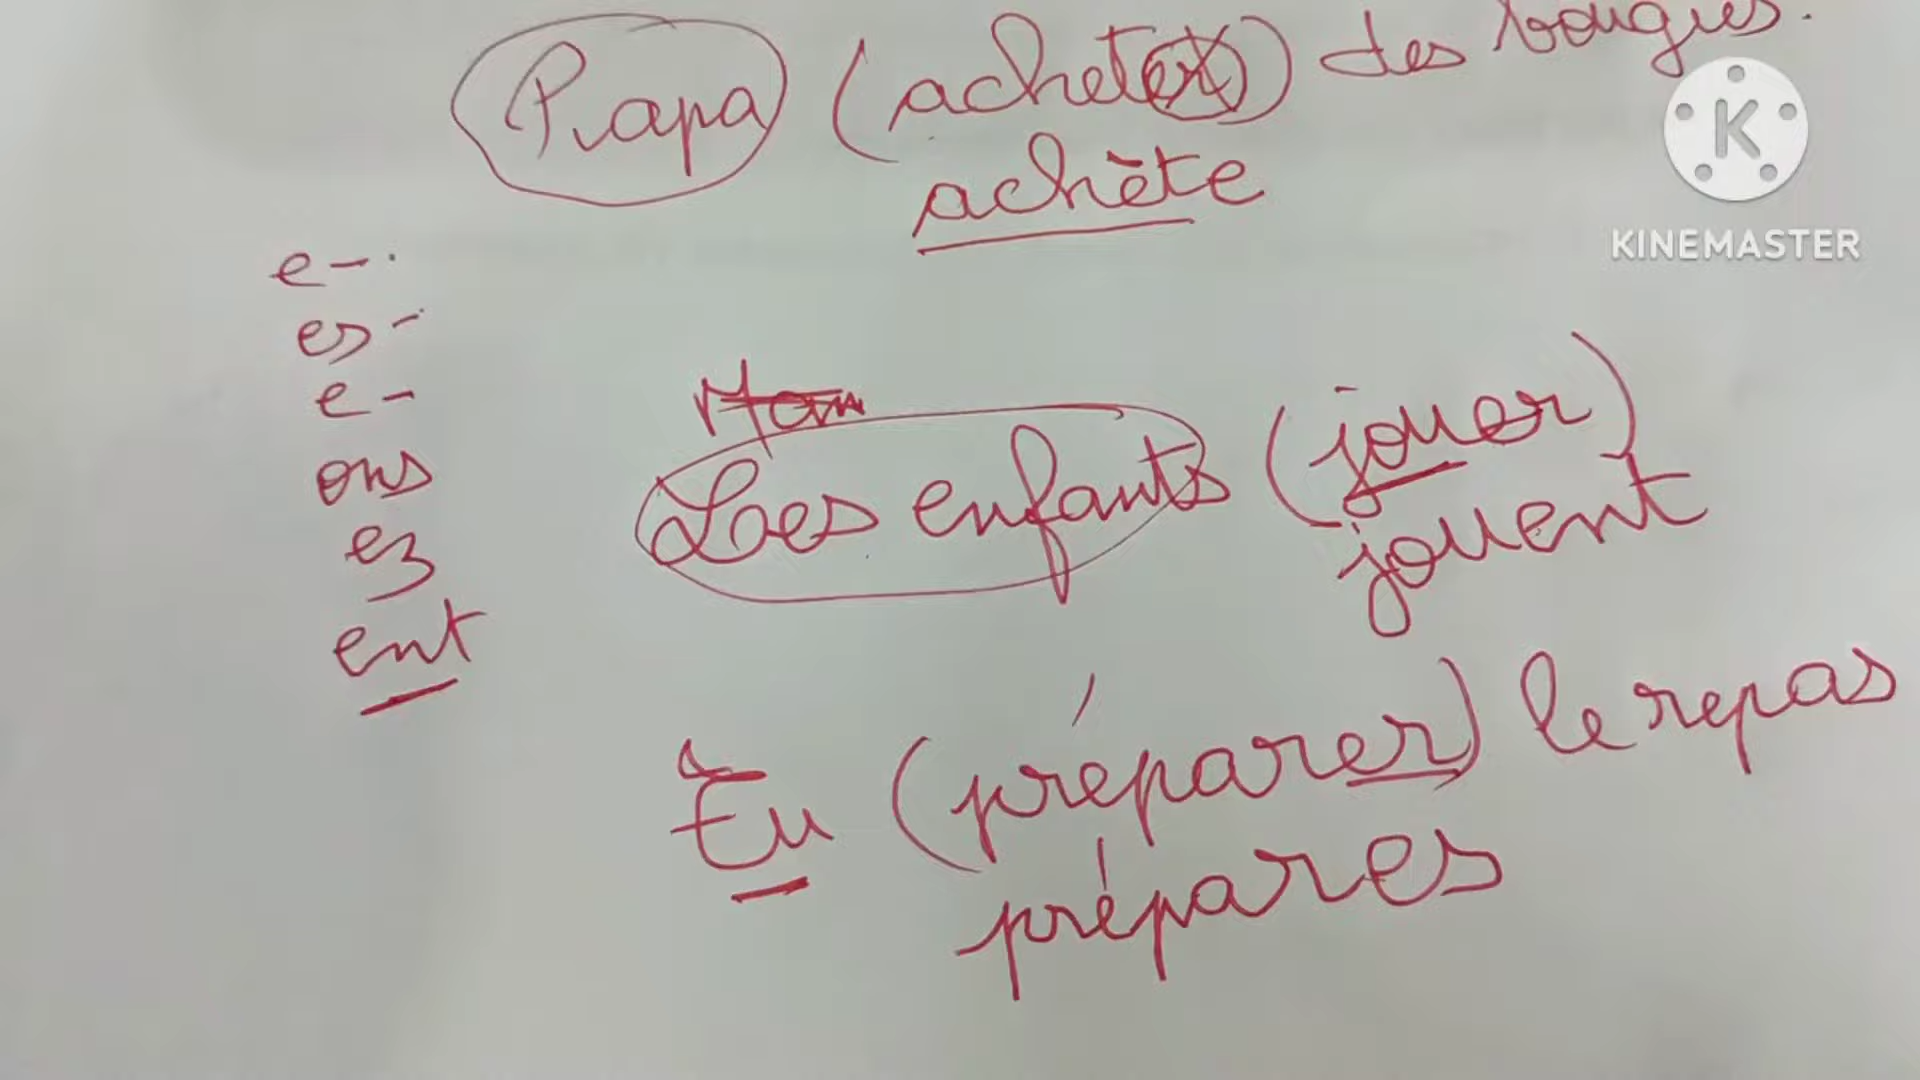 Papa (acheter) des bougies.
achète
KINEMASTER
e-
es-
e-
ons
ez
ent
Mam
Les enfants (jouer)
jouent
Tu (préparer) le repas
prépares